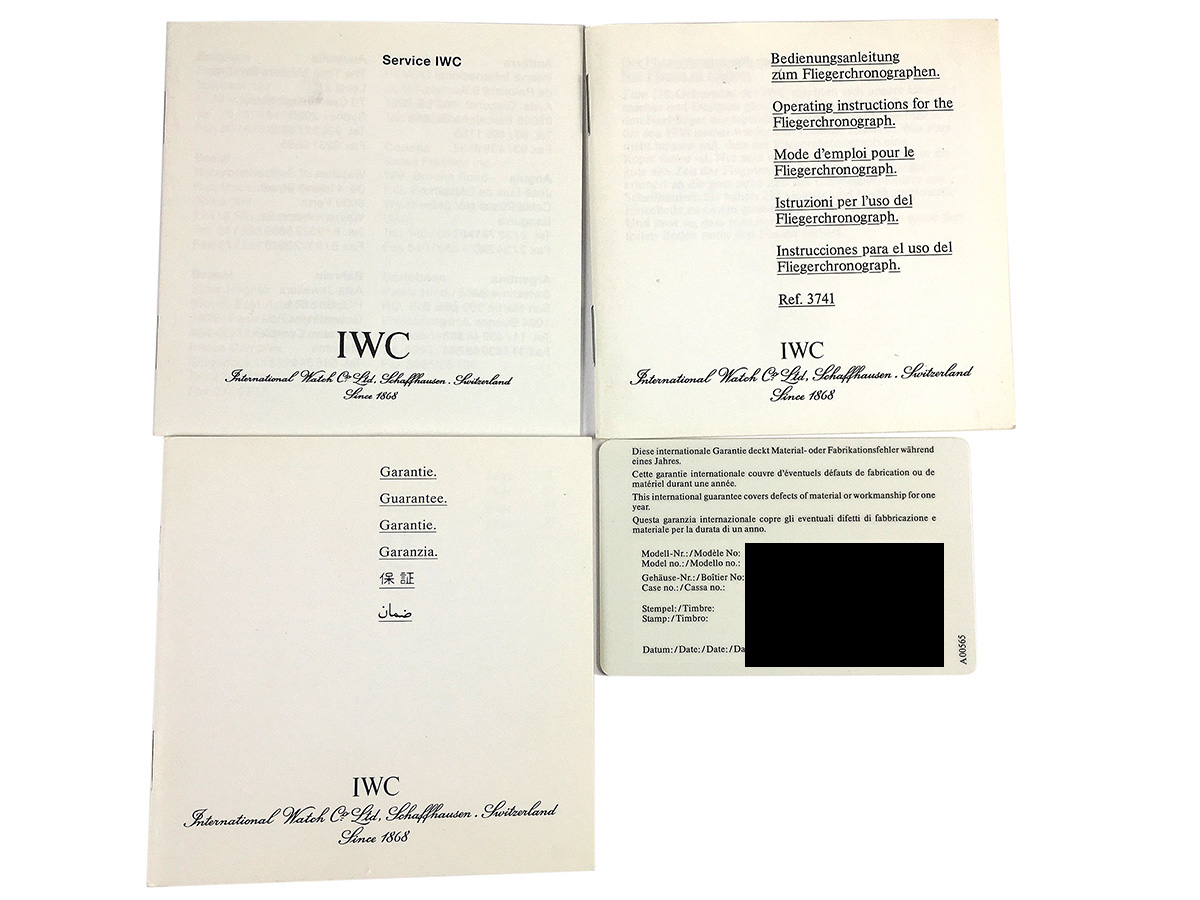 Service IWC
IWC
International Watch Co Ltd, Schaffhausen. Switzerland
Since 1868
Bedienungsanleitung
zum Fliegerchronographen.
Operating instructions for the
Fliegerchronograph.
Mode d'emploi pour le
Fliegerchronograph.
Istruzioni per l'uso del
Fliegerchronograph.
Instrucciones para el uso del
Fliegerchronograph.
Ref. 3741
IWC
International Watch Co Ltd, Schaffhausen. Switzerland
Since 1868
Garantie.
Guarantee.
Garantie.
Garanzia.
保証
ضمان
IWC
International Watch Co Ltd, Schaffhausen. Switzerland
Since 1868
Diese internationale Garantie deckt Material- oder Fabrikationsfehler während
eines Jahres.
Cette garantie internationale couvre d'éventuels défauts de fabrication ou de
matériel durant une année.
This international guarantee covers defects of material or workmanship for one
year.
Questa garanzia internazionale copre gli eventuali difetti di fabbricazione e
materiale per la durata di un anno.
Modell-Nr.:/Modèle No:
Model no.:/Modello no.:
Gehäuse-Nr.:/Boîtier No:
Case no.:/Cassa no.:
Stempel:/Timbre:
Stamp:/Timbro:
Datum:/Date:/Date:/Da
A 00565